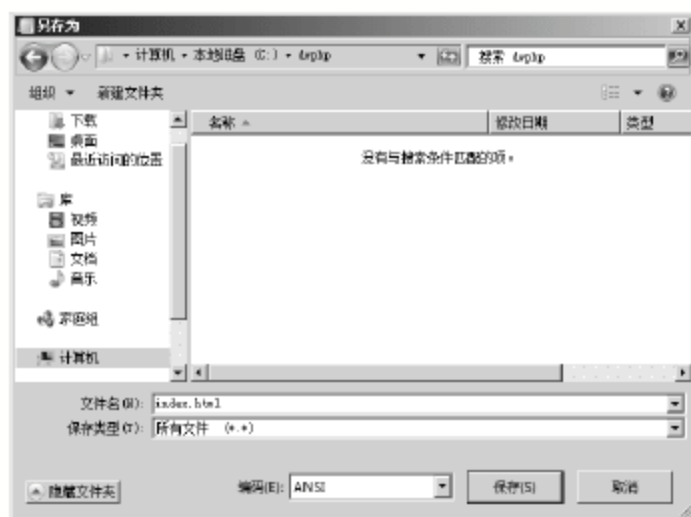 另存为
计算机 本地磁盘 (C:) dwphp 搜索 dwphp
组织 新建文件夹
名称 修改日期 类型
下载
桌面
最近访问的位置
没有与搜索条件匹配的项。
库
视频
图片
文档
音乐
家庭组
计算机
文件名(N): index.html
保存类型(T): 所有文件 (*.*)
隐藏文件夹 编码(E): ANSI 保存(S) 取消